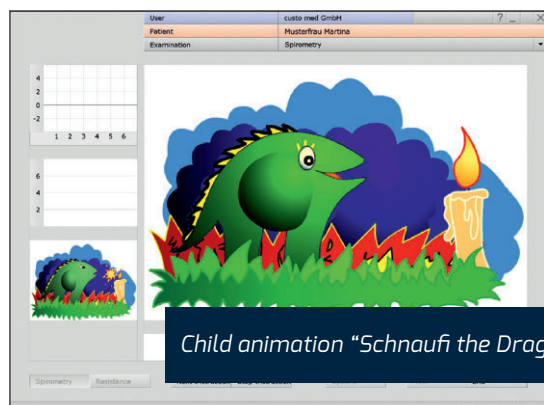 User custo med GmbH
Patient Musterfrau Martina
Examination Spirometry
4
2
0
-2
1 2 3 4 5 6
6
4
2
Child animation “Schnaufi the Drag
Spirometry Resistance